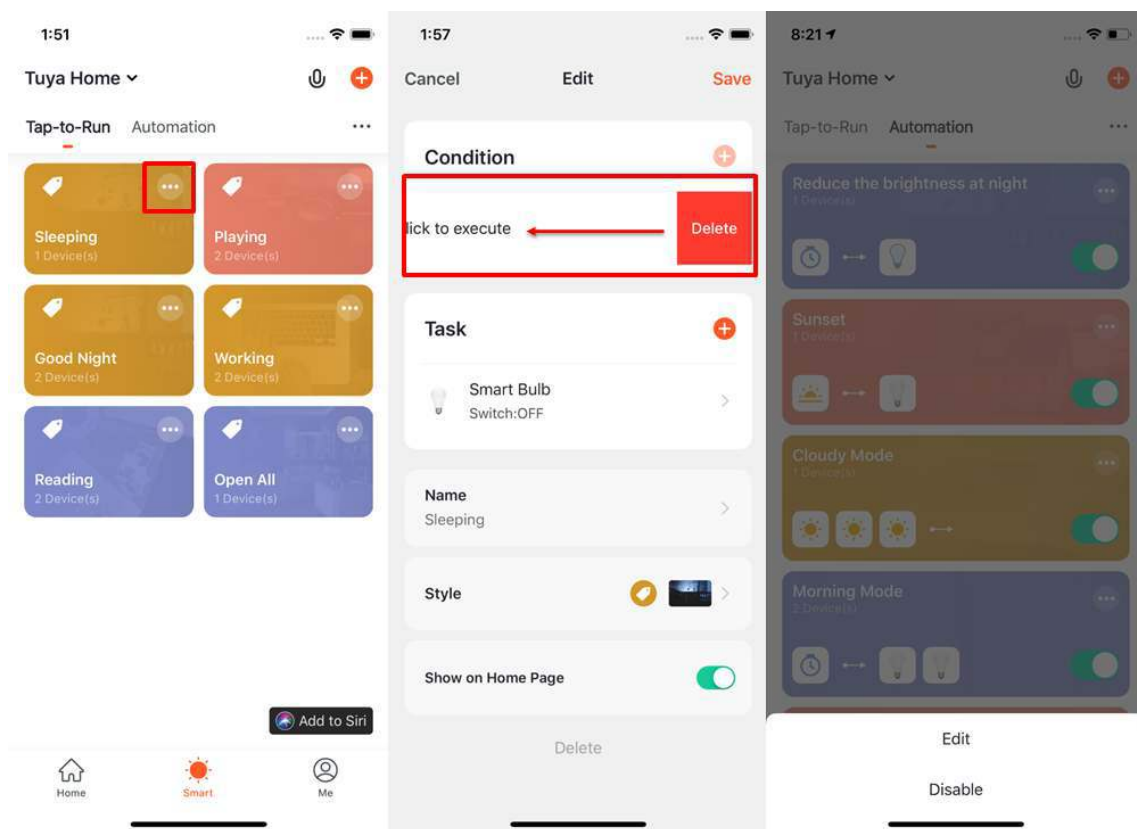 1:51
Tuya Home
Tap-to-Run Automation
Sleeping
1 Device(s)
Playing
2 Device(s)
Good Night
2 Device(s)
Working
2 Device(s)
Reading
2 Device(s)
Open All
1 Device(s)
Add to Siri
Home
Smart
Me
1:57
Cancel Edit Save
Condition
lick to execute Delete
Task
Smart Bulb
Switch:OFF
Name
Sleeping
Style
Show on Home Page
Delete
8:21
Tuya Home
Tap-to-Run Automation
Reduce the brightness at night
1 Device(s)
Sunset
1 Device(s)
Cloudy Mode
1 Device(s)
Morning Mode
2 Device(s)
Edit
Disable